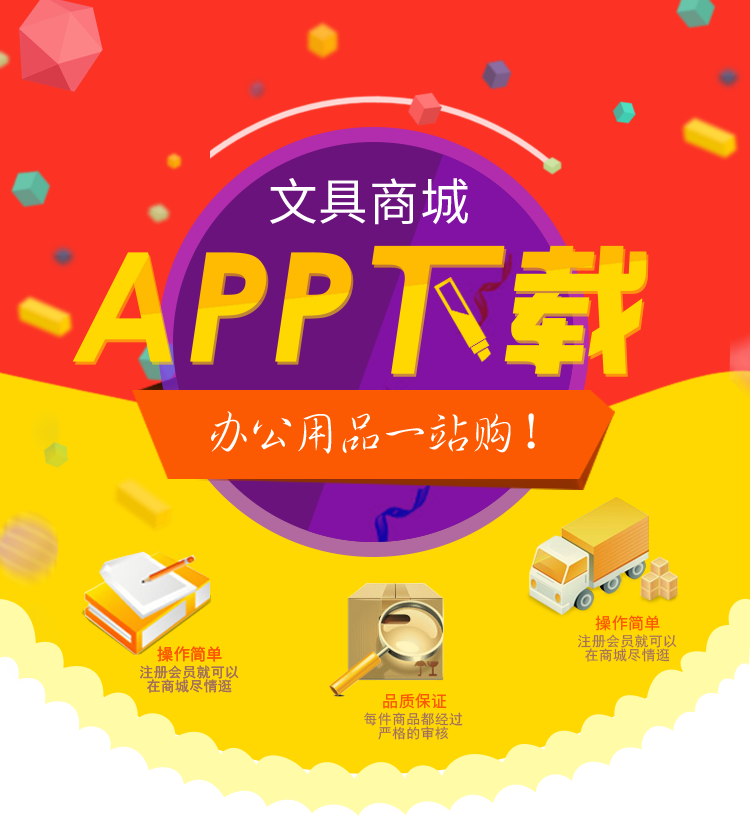 文具商城
APP下载
办公用品一站购！
操作简单
注册会员就可以
在商城尽情逛
品质保证
每件商品都经过
严格的审核
操作简单
注册会员就可以
在商城尽情逛